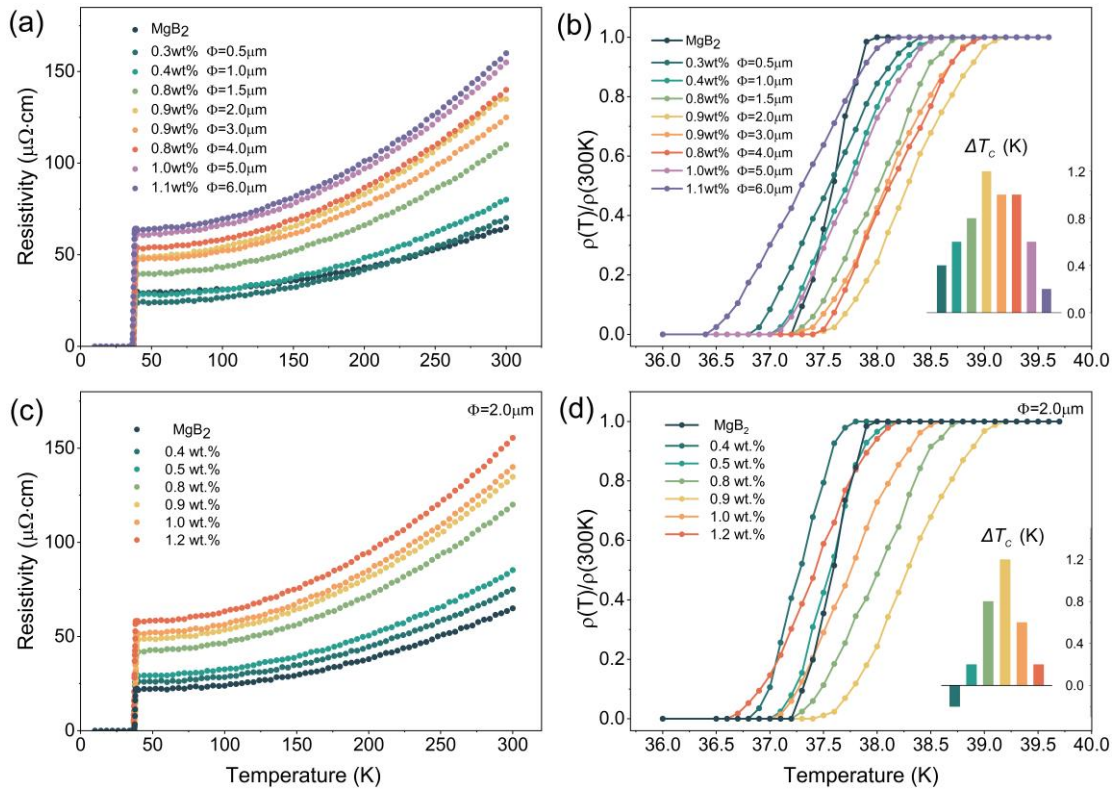 (a)
MgB2
0.3wt% Φ=0.5μm
0.4wt% Φ=1.0μm
0.8wt% Φ=1.5μm
0.9wt% Φ=2.0μm
0.9wt% Φ=3.0μm
0.8wt% Φ=4.0μm
1.0wt% Φ=5.0μm
1.1wt% Φ=6.0μm
Resistivity (μΩ·cm)
150
100
50
0
0 50 100 150 200 250 300
(b)
MgB2
0.3wt% Φ=0.5μm
0.4wt% Φ=1.0μm
0.8wt% Φ=1.5μm
0.9wt% Φ=2.0μm
0.9wt% Φ=3.0μm
0.8wt% Φ=4.0μm
1.0wt% Φ=5.0μm
1.1wt% Φ=6.0μm
ρ(T)/ρ(300K)
1.0
0.8
0.6
0.4
0.2
0.0
36.0 36.5 37.0 37.5 38.0 38.5 39.0 39.5 40.0
ΔTc (K)
1.2
0.8
0.4
0.0
(c)
Φ=2.0μm
MgB2
0.4 wt.%
0.5 wt.%
0.8 wt.%
0.9 wt.%
1.0 wt.%
1.2 wt.%
Resistivity (μΩ·cm)
150
100
50
0
0 50 100 150 200 250 300
Temperature (K)
(d)
Φ=2.0μm
MgB2
0.4 wt.%
0.5 wt.%
0.8 wt.%
0.9 wt.%
1.0 wt.%
1.2 wt.%
ρ(T)/ρ(300K)
1.0
0.8
0.6
0.4
0.2
0.0
36.0 36.5 37.0 37.5 38.0 38.5 39.0 39.5 40.0
Temperature (K)
ΔTc (K)
1.2
0.8
0.4
0.0